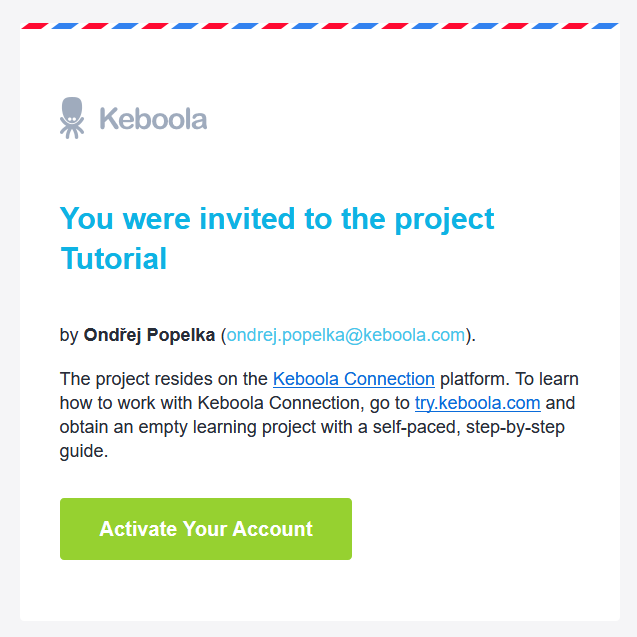 Keboola
You were invited to the project
Tutorial
by Ondřej Popelka (ondrej.popelka@keboola.com).
The project resides on the Keboola Connection platform. To learn
how to work with Keboola Connection, go to try.keboola.com and
obtain an empty learning project with a self-paced, step-by-step
guide.
Activate Your Account